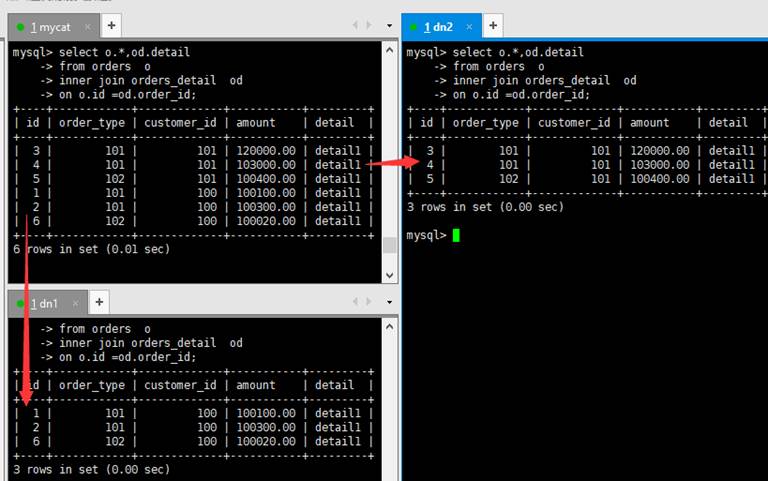 1 mycat × +
mysql> select o.*,od.detail
-> from orders o
-> inner join orders_detail od
-> on o.id =od.order_id;
+----+------------+-------------+-----------+---------+
| id | order_type | customer_id | amount | detail |
+----+------------+-------------+-----------+---------+
| 3 | 101 | 101 | 120000.00 | detail1 |
| 4 | 101 | 101 | 103000.00 | detail1 |
| 5 | 102 | 101 | 100400.00 | detail1 |
| 1 | 101 | 100 | 100100.00 | detail1 |
| 2 | 101 | 100 | 100300.00 | detail1 |
| 6 | 102 | 100 | 100020.00 | detail1 |
+----+------------+-------------+-----------+---------+
6 rows in set (0.01 sec)
1 dn1 × +
-> from orders o
-> inner join orders_detail od
-> on o.id =od.order_id;
+----+------------+-------------+-----------+---------+
| id | order_type | customer_id | amount | detail |
+----+------------+-------------+-----------+---------+
| 1 | 101 | 100 | 100100.00 | detail1 |
| 2 | 101 | 100 | 100300.00 | detail1 |
| 6 | 102 | 100 | 100020.00 | detail1 |
+----+------------+-------------+-----------+---------+
3 rows in set (0.00 sec)
1 dn2 × +
mysql> select o.*,od.detail
-> from orders o
-> inner join orders_detail od
-> on o.id =od.order_id;
+----+------------+-------------+-----------+---------+
| id | order_type | customer_id | amount | detail |
+----+------------+-------------+-----------+---------+
| 3 | 101 | 101 | 120000.00 | detail1
| 4 | 101 | 101 | 103000.00 | detail1
| 5 | 102 | 101 | 100400.00 | detail1
+----+------------+-------------+-----------+---------+
3 rows in set (0.00 sec)
mysql>